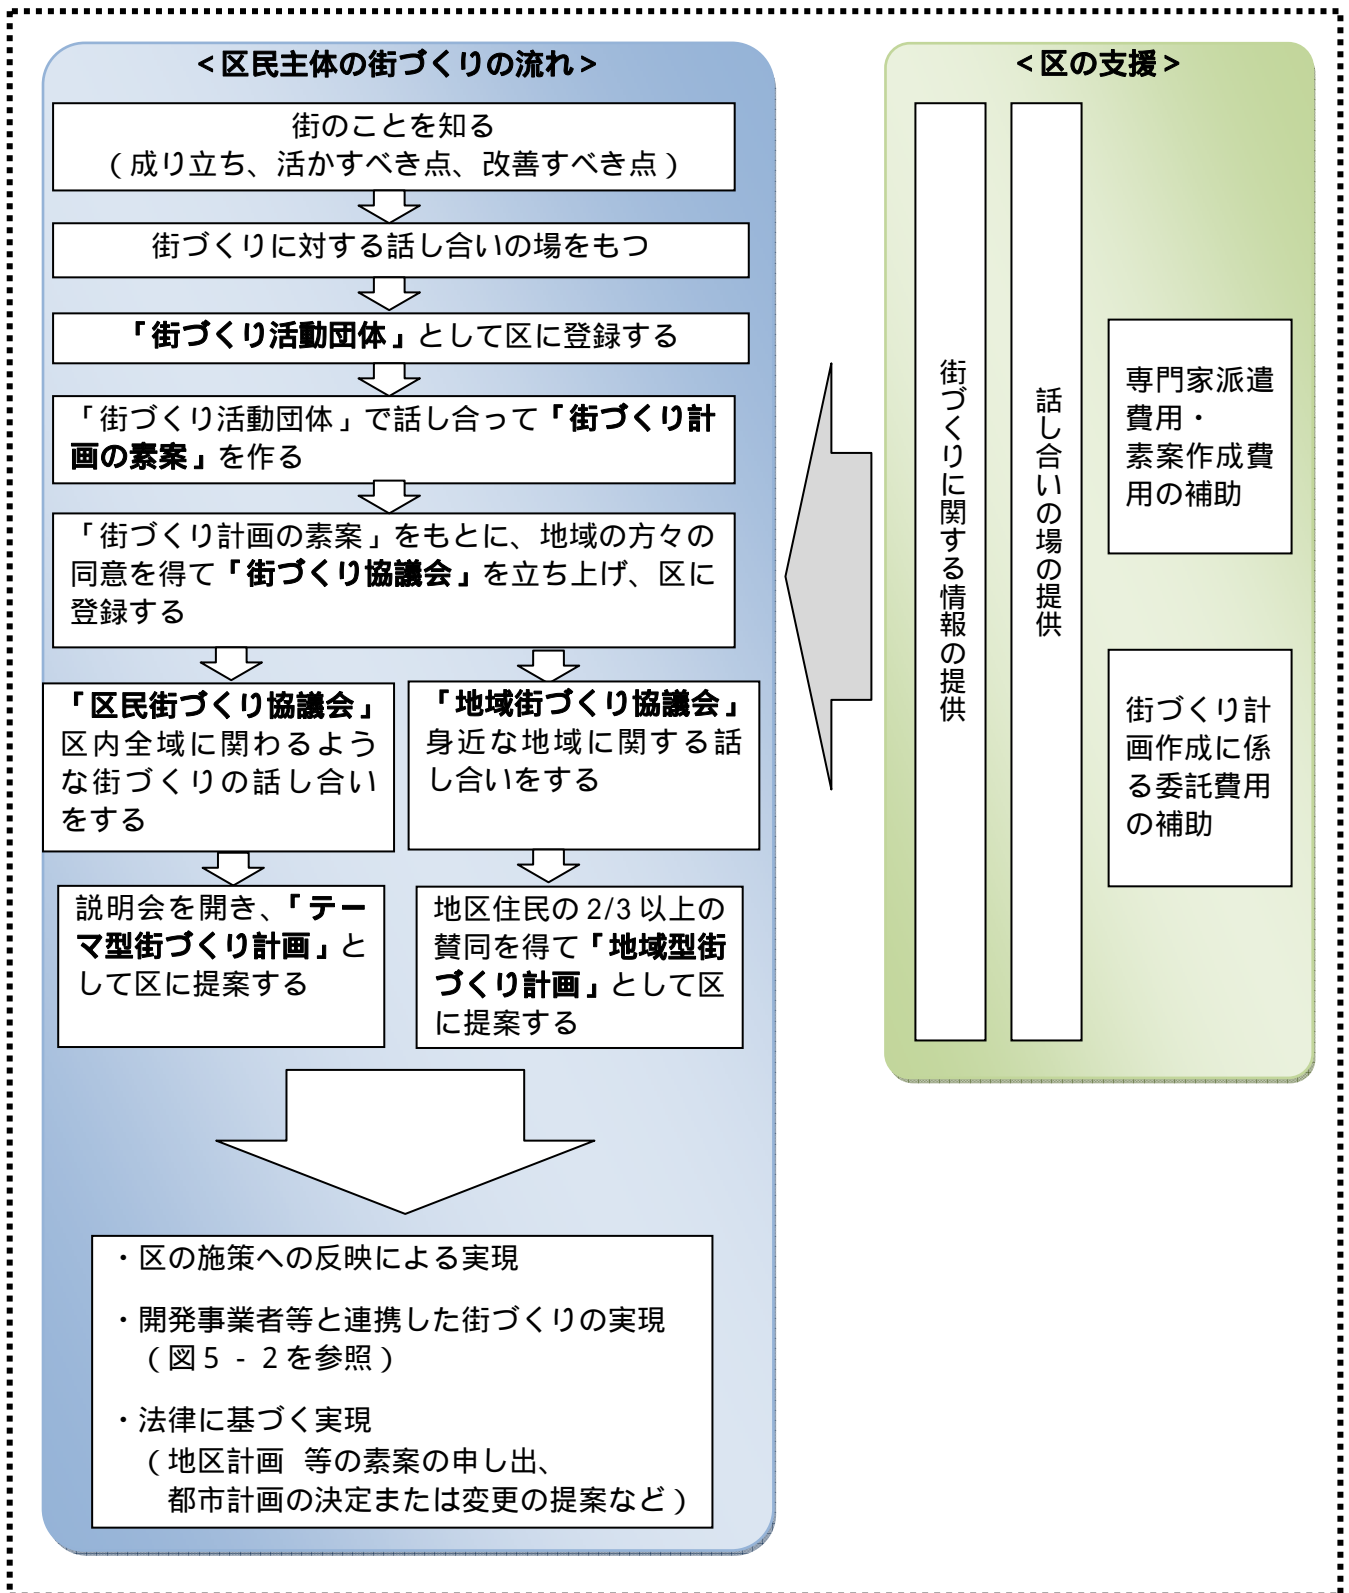 <区民主体の街づくりの流れ>
街のことを知る
(成り立ち、活かすべき点、改善すべき点)
街づくりに対する話し合いの場をもつ
「街づくり活動団体」として区に登録する
「街づくり活動団体」で話し合って「街づくり計
画の素案」を作る
「街づくり計画の素案」をもとに、地域の方々の
同意を得て「街づくり協議会」を立ち上げ、区に
登録する
「区民街づくり協議会」
区内全域に関わるよう
な街づくりの話し合い
をする
「地域街づくり協議会」
身近な地域に関する話
し合いをする
説明会を開き、「テー
マ型街づくり計画」と
して区に提案する
地区住民の2/3以上の
賛同を得て「地域型街
づくり計画」として区
に提案する
・区の施策への反映による実現
・開発事業者等と連携した街づくりの実現
(図5-2を参照)
・法律に基づく実現
(地区計画 等の素案の申し出、
都市計画の決定または変更の提案など)
<区の支援>
街づくりに関する情報の提供
話し合いの場の提供
専門家派遣
費用・
素案作成費
用の補助
街づくり計
画作成に係
る委託費用
の補助